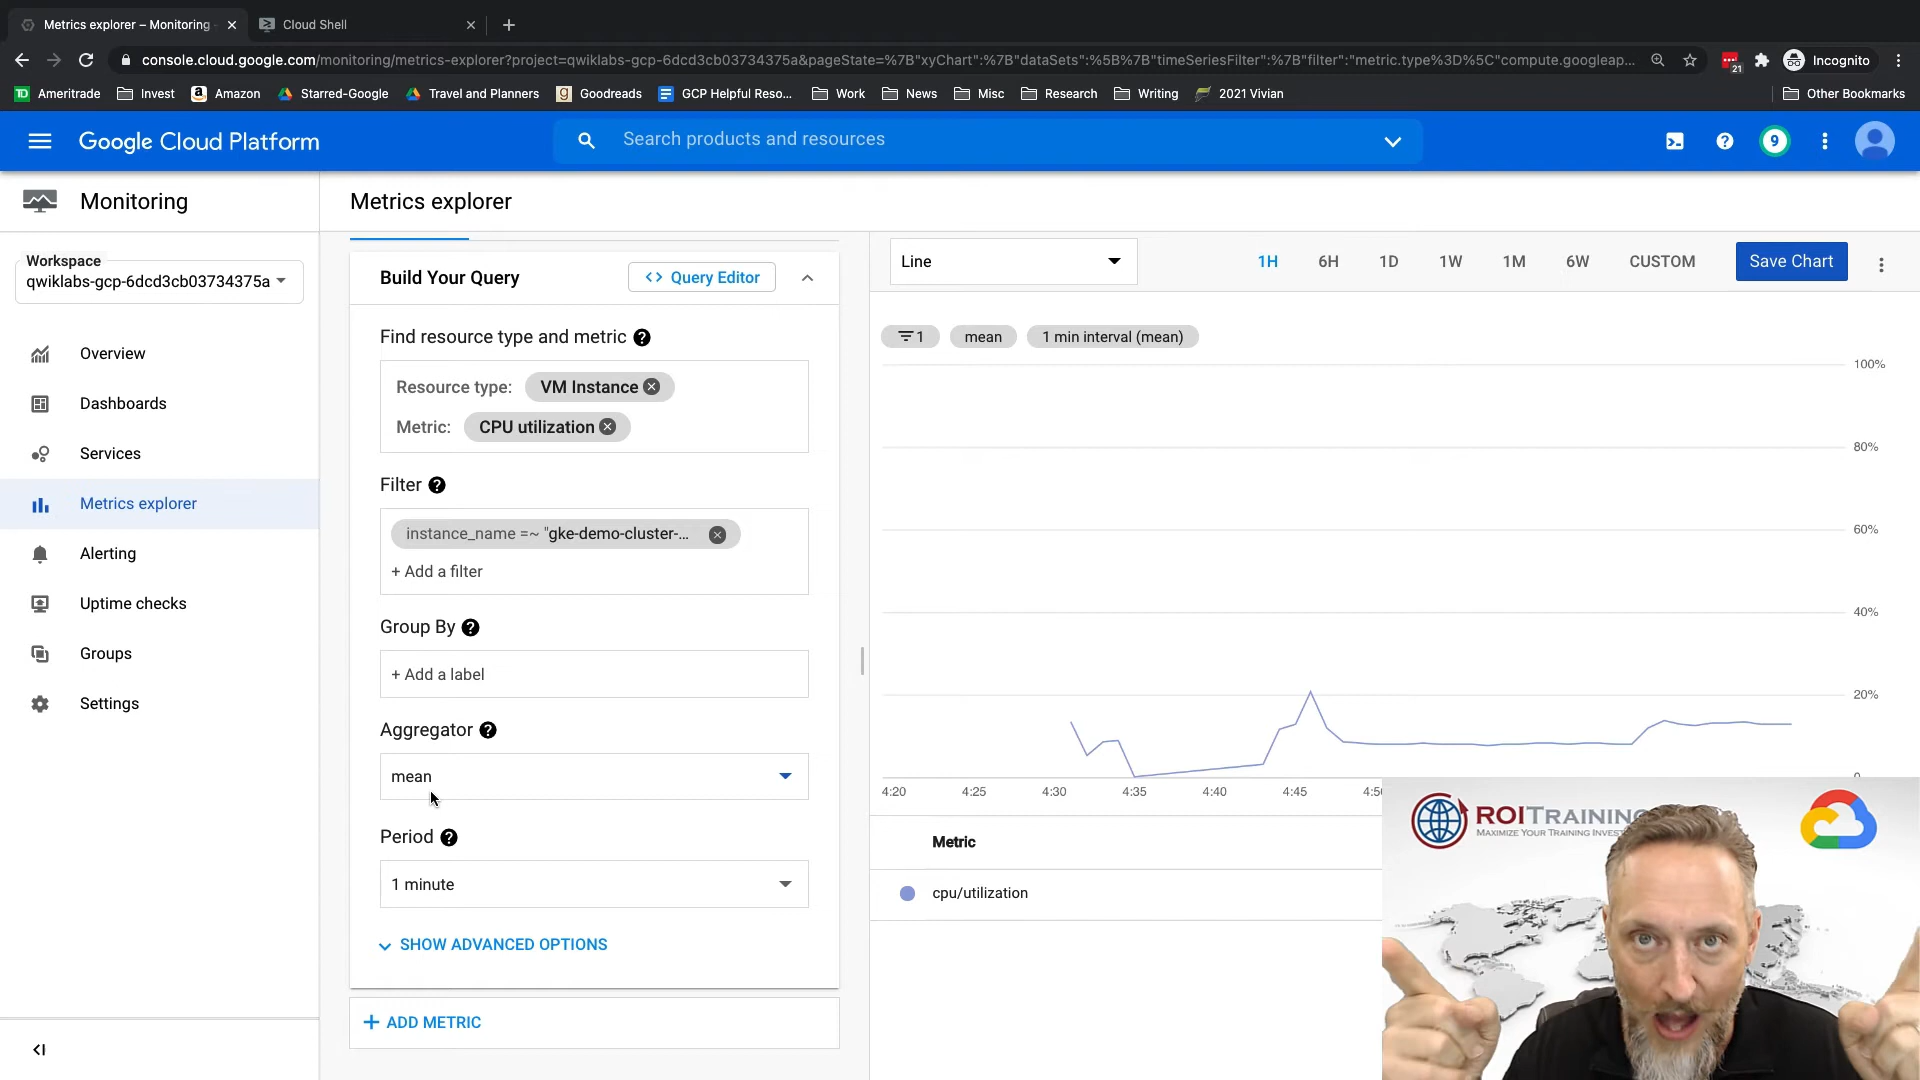 Metrics explorer – Monitoring
Cloud Shell
console.cloud.google.com/monitoring/metrics-explorer?project=qwiklabs-gcp-6dcd3cb03734375a&pageState=%7B"xyChart":%7B"dataSets":%5B%7B"timeSeriesFilter":%7B"filter":"metric.type%3D%5C"compute.googleap...
21
Incognito
TD Ameritrade
Invest
a Amazon
Starred-Google
Travel and Planners
g Goodreads
GCP Helpful Reso...
Work
News
Misc
Research
Writing
2021 Vivian
Other Bookmarks
Google Cloud Platform
Search products and resources
9
Monitoring
Metrics explorer
Workspace
qwiklabs-gcp-6dcd3cb03734375a
Overview
Dashboards
Services
Metrics explorer
Alerting
Uptime checks
Groups
Settings
Build Your Query
<> Query Editor
Find resource type and metric
Resource type: VM Instance
Metric: CPU utilization
Filter
instance_name =~ "gke-demo-cluster-...
+ Add a filter
Group By
+ Add a label
Aggregator
mean
Period
1 minute
SHOW ADVANCED OPTIONS
+ ADD METRIC
Line
1H 6H 1D 1W 1M 6W CUSTOM
Save Chart
1
mean
1 min interval (mean)
100%
80%
60%
40%
20%
0
4:20 4:25 4:30 4:35 4:40 4:45
Metric
cpu/utilization
ROITRAINING
MAXIMIZE YOUR TRAINING